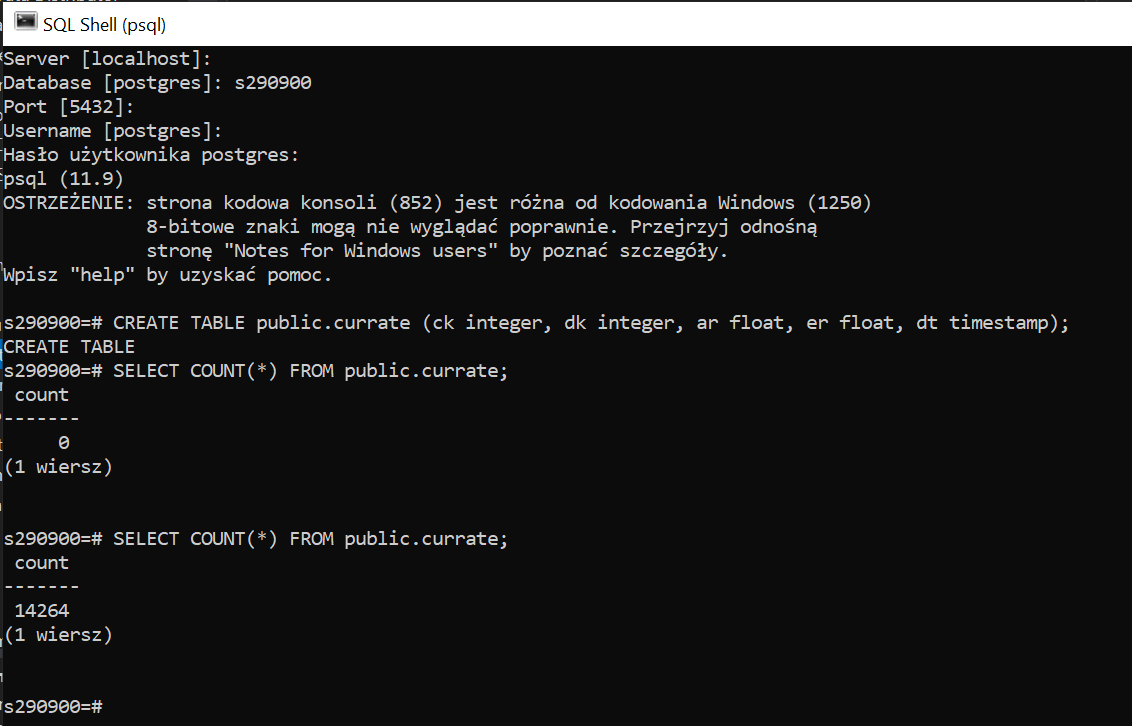 SQL Shell (psql)
Server [localhost]:
Database [postgres]: s290900
Port [5432]:
Username [postgres]:
Hasło użytkownika postgres:
psql (11.9)
OSTRZEŻENIE: strona kodowa konsoli (852) jest różna od kodowania Windows (1250)
8-bitowe znaki mogą nie wyglądać poprawnie. Przejrzyj odnośną
stronę "Notes for Windows users" by poznać szczegóły.
Wpisz "help" by uzyskać pomoc.
s290900=# CREATE TABLE public.currate (ck integer, dk integer, ar float, er float, dt timestamp);
CREATE TABLE
s290900=# SELECT COUNT(*) FROM public.currate;
count
-------
0
(1 wiersz)
s290900=# SELECT COUNT(*) FROM public.currate;
count
-------
14264
(1 wiersz)
s290900=#